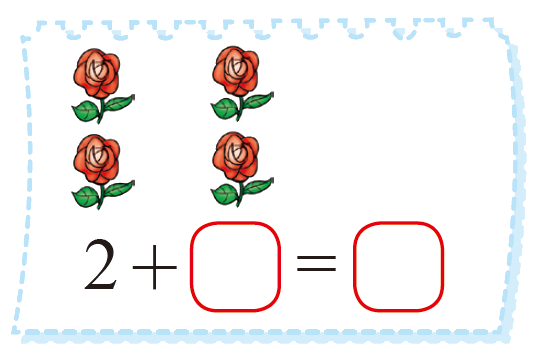 2 + □ = □